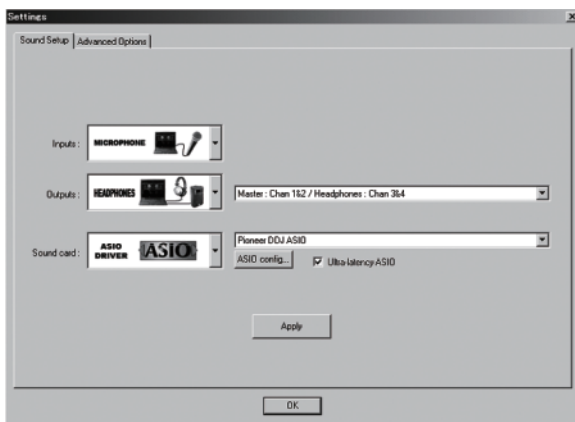 Settings
Sound Setup Advanced Options
Inputs : MICROPHONE
Outputs : HEADPHONES Master : Chan 1&2 / Headphones : Chan 3&4
Sound card : ASIO DRIVER ASIO Pioneer DDJ ASIO
ASIO config... Ultra-latency ASIO
Apply
OK